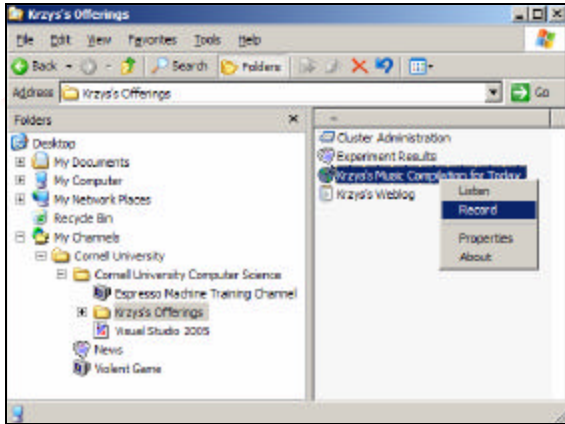 Krzys's Offerings
File Edit View Favorites Tools Help
Back Search Folders
Address Krzys's Offerings Go
Folders
Desktop
My Documents
My Computer
My Network Places
Recycle Bin
My Channels
Cornell University
Cornell University Computer Science
Espresso Machine Training Channel
Krzys's Offerings
Visual Studio 2005
News
Violent Game
Cluster Administration
Experiment Results
Krzys's Music Compilation for Today
Krzys's Weblog
Listen
Record
Properties
About